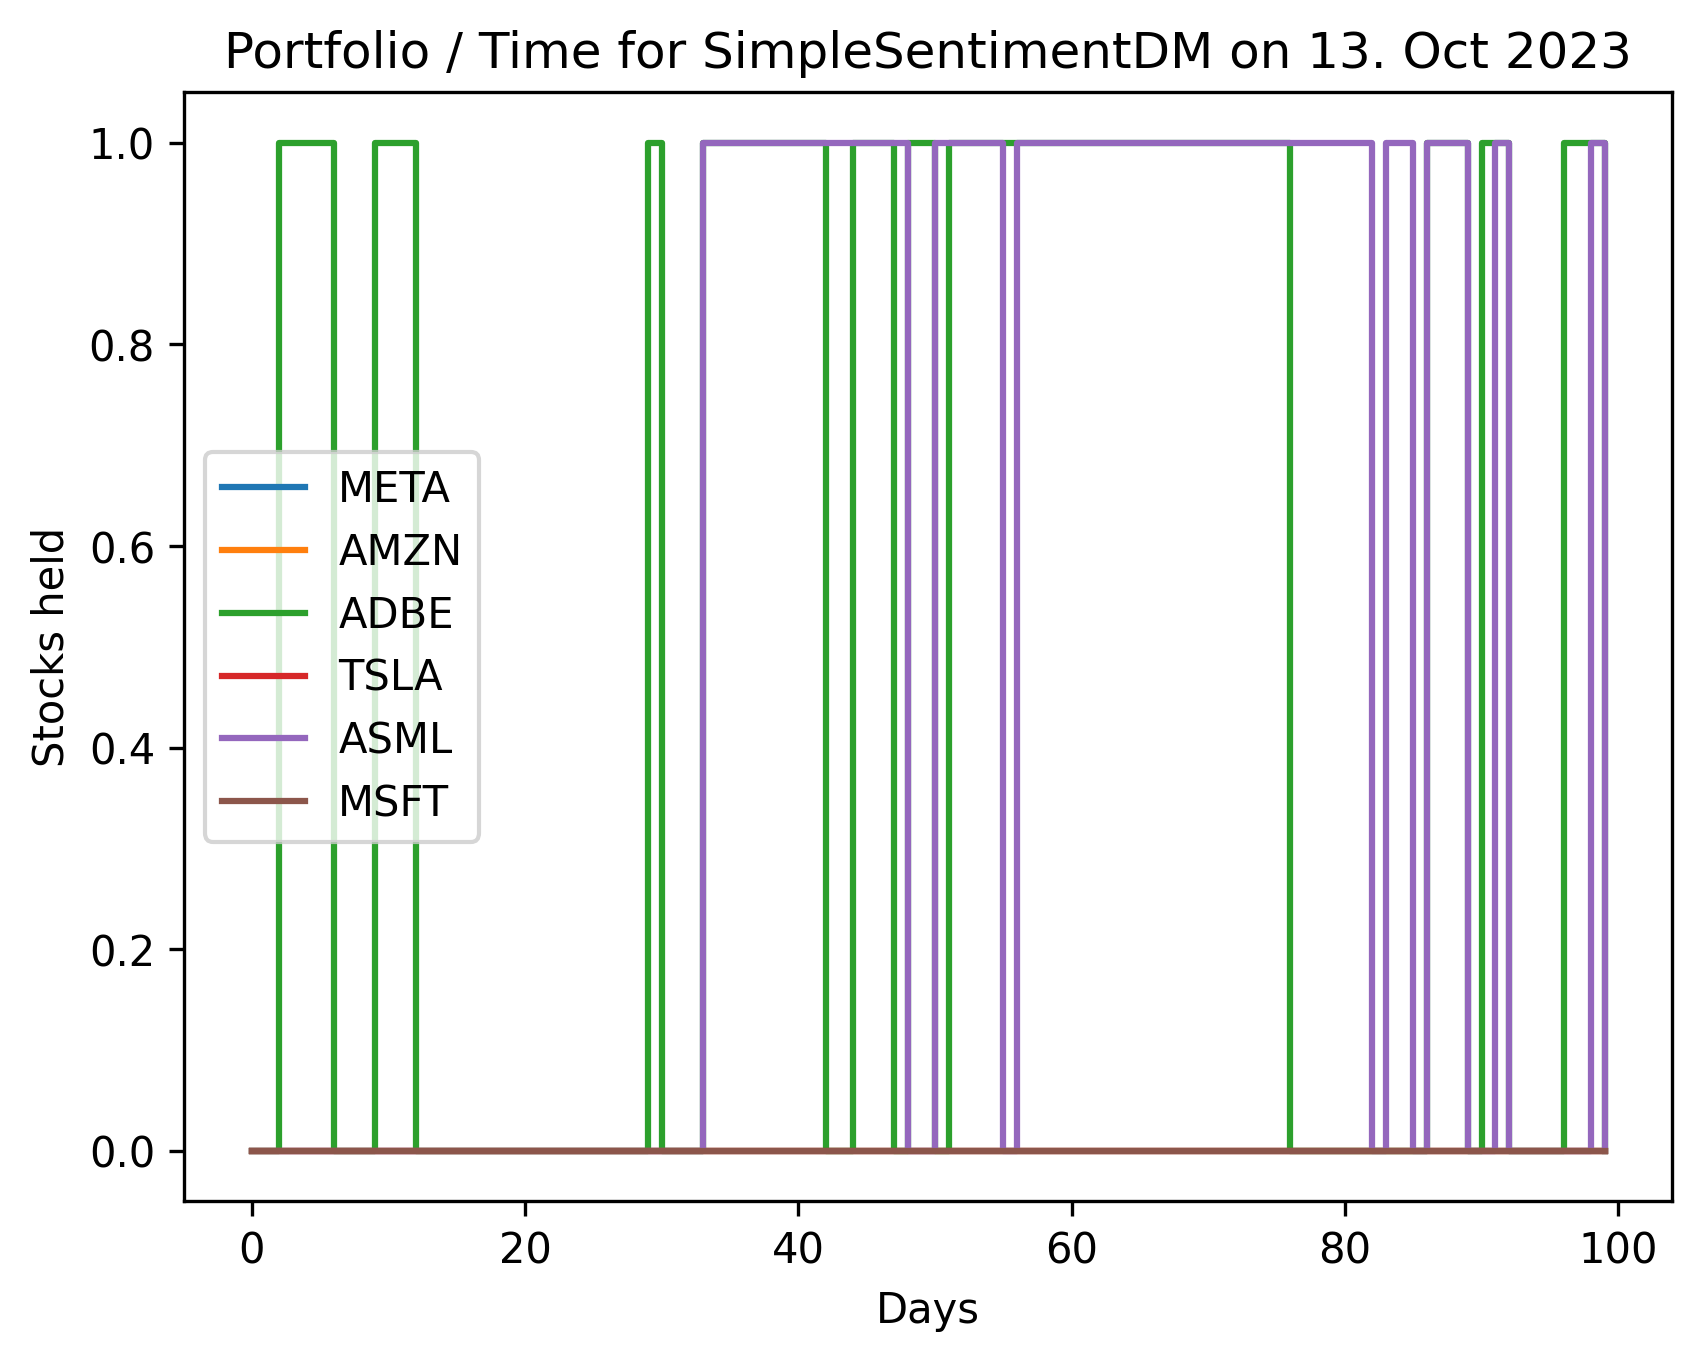 Portfolio / Time for SimpleSentimentDM on 13. Oct 2023
1.0
0.8
0.6
0.4
0.2
0.0
Stocks held
META
AMZN
ADBE
TSLA
ASML
MSFT
0 20 40 60 80 100
Days